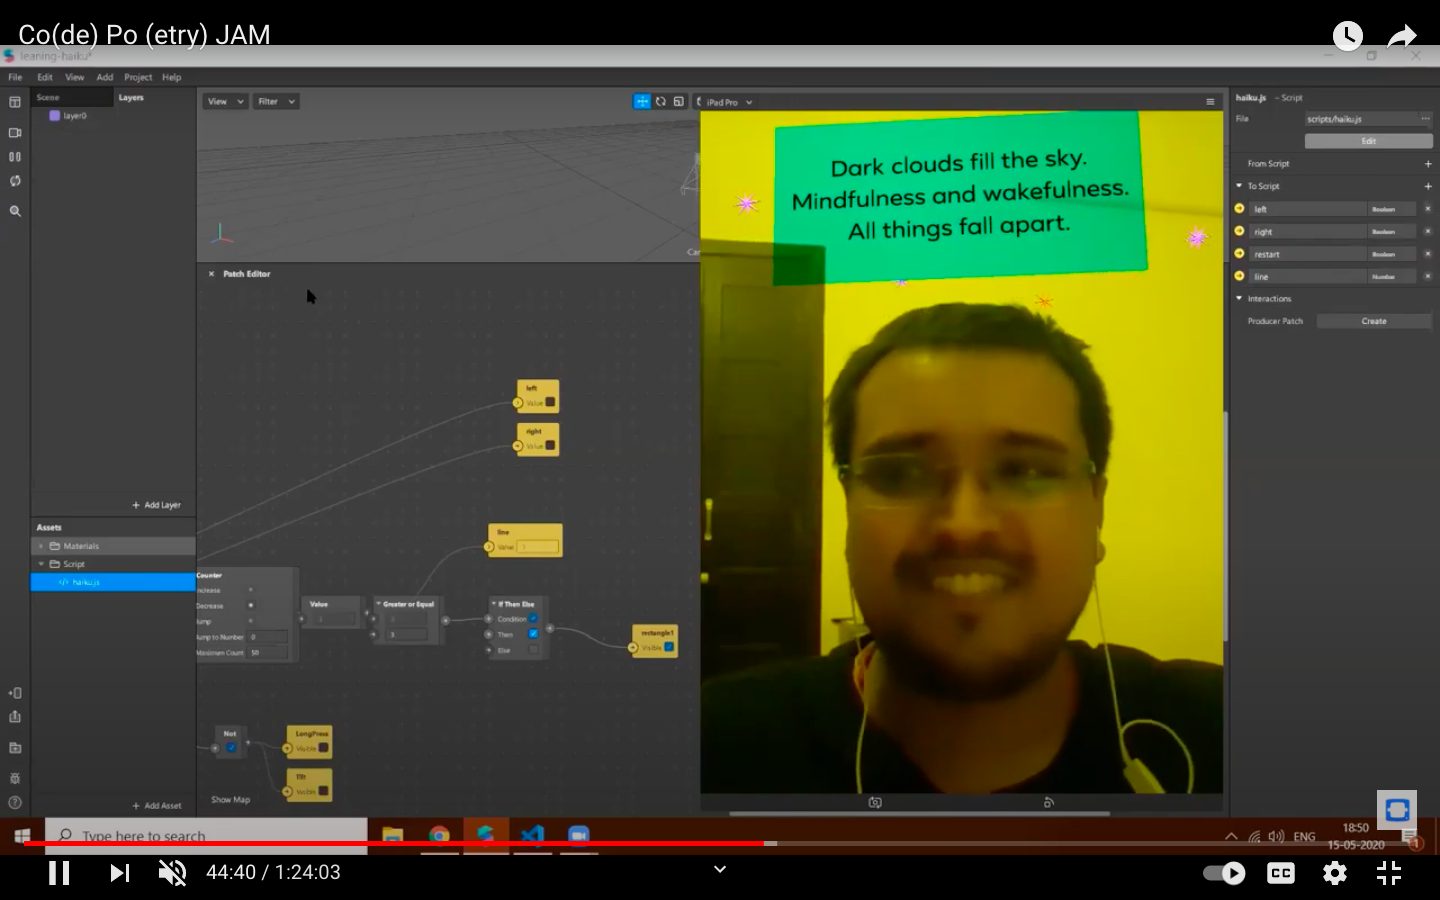 Co(de) Po (etry) JAM
leaning-haiku*
File Edit View Add Project Help
Scene Layers
layer0
+ Add Layer
Assets
Materials
Script
haiku.js
+ Add Asset
View Filter
Patch Editor
left
Value
right
Value
line
Value
Counter
Increase
Decrease
Jump
Jump to Number 0
Maximum Count 50
Value
Greater or Equal
3
If Then Else
Condition
Then
Else
rectangle1
Visible
Not
LongPress
Visible
Tilt
Visible
Show Map
iPad Pro
Dark clouds fill the sky.
Mindfulness and wakefulness.
All things fall apart.
haiku.js – Script
File scripts/haiku.js
Edit
From Script +
To Script +
left Boolean
right Boolean
restart Boolean
line Number
Interactions
Producer Patch Create
Type here to search
ENG
18:50
15-05-2020
44:40 / 1:24:03
CC